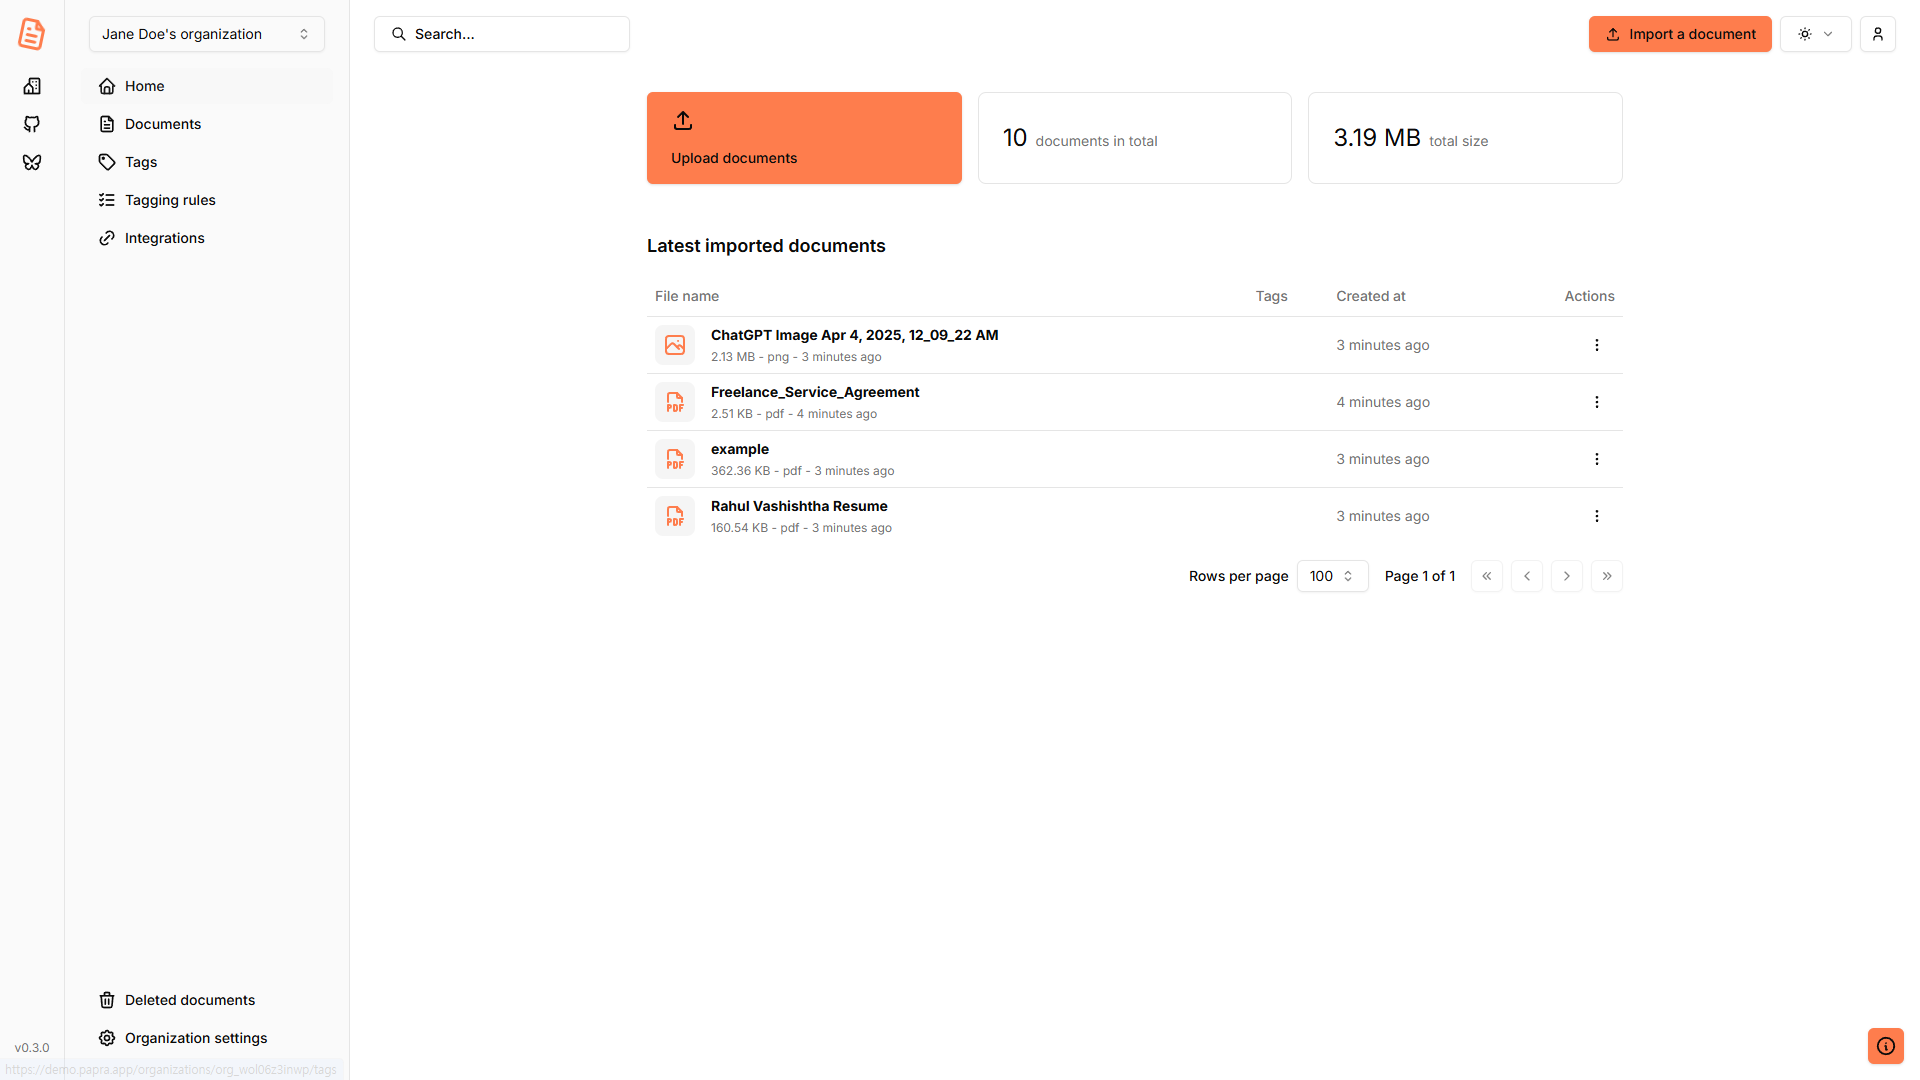 Jane Doe's organization
Search...
Import a document
Home
Documents
Tags
Tagging rules
Integrations
Upload documents
10 documents in total
3.19 MB total size
Latest imported documents
File name Tags Created at Actions
ChatGPT Image Apr 4, 2025, 12_09_22 AM
2.13 MB - png - 3 minutes ago
3 minutes ago
Freelance_Service_Agreement
2.51 KB - pdf - 4 minutes ago
4 minutes ago
PDF
example
362.36 KB - pdf - 3 minutes ago
3 minutes ago
PDF
Rahul Vashishtha Resume
160.54 KB - pdf - 3 minutes ago
3 minutes ago
PDF
Rows per page 100 Page 1 of 1
Deleted documents
Organization settings
v0.3.0
https://demo.papra.app/organizations/org_wol06z3inwp/tags